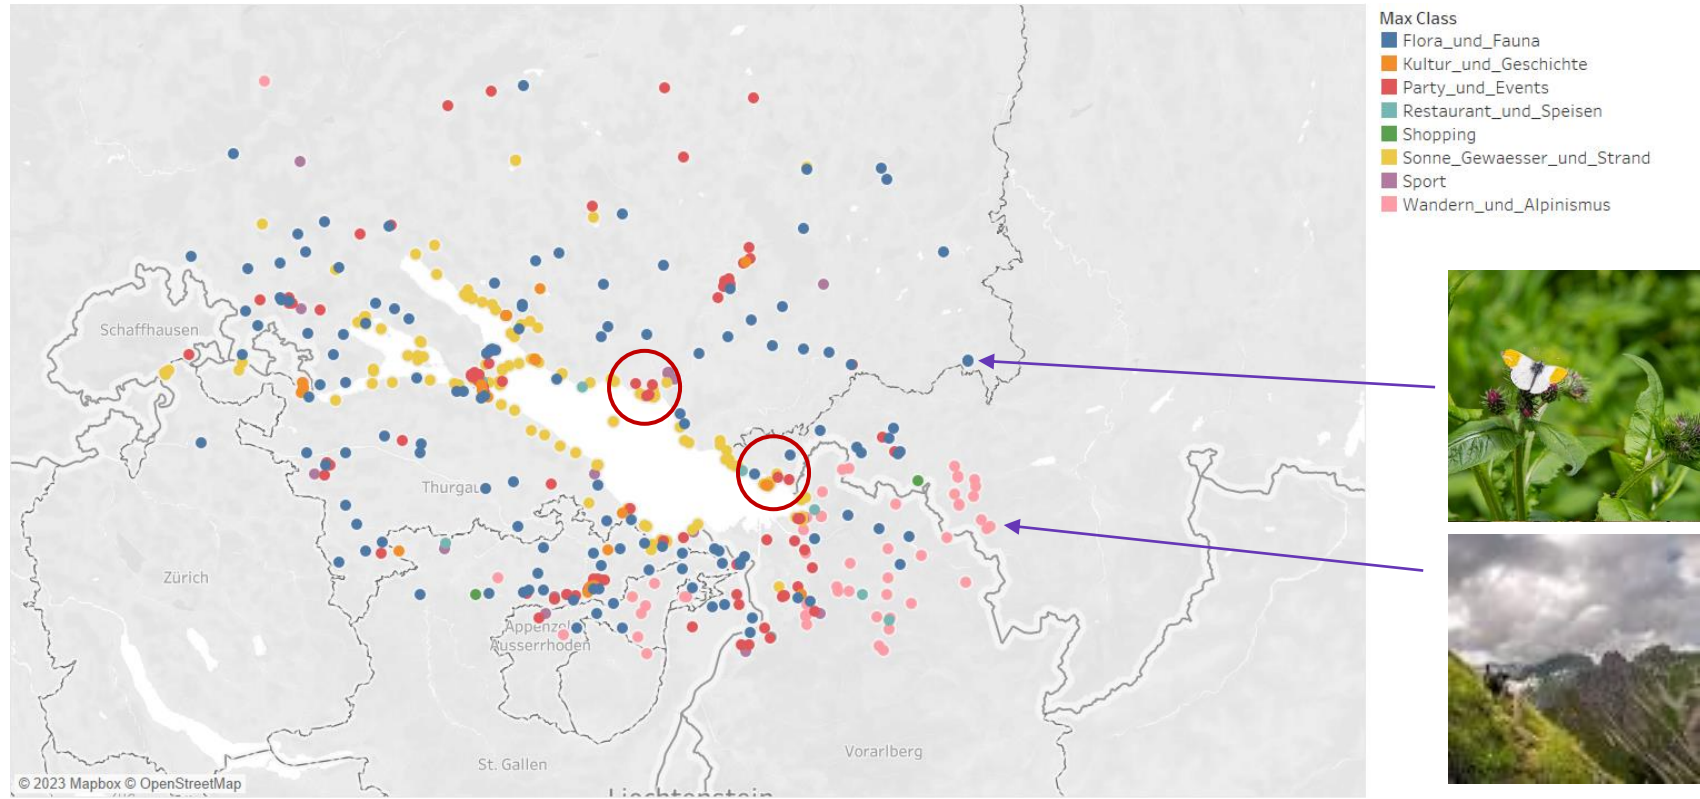 Max Class
Flora_und_Fauna
Kultur_und_Geschichte
Party_und_Events
Restaurant_und_Speisen
Shopping
Sonne_Gewaesser_und_Strand
Sport
Wandern_und_Alpinismus
Schaffhausen
Thurgau
Zürich
Appenzell
Ausserrhoden
St. Gallen
Vorarlberg
Liechtenstein
© 2023 Mapbox © OpenStreetMap